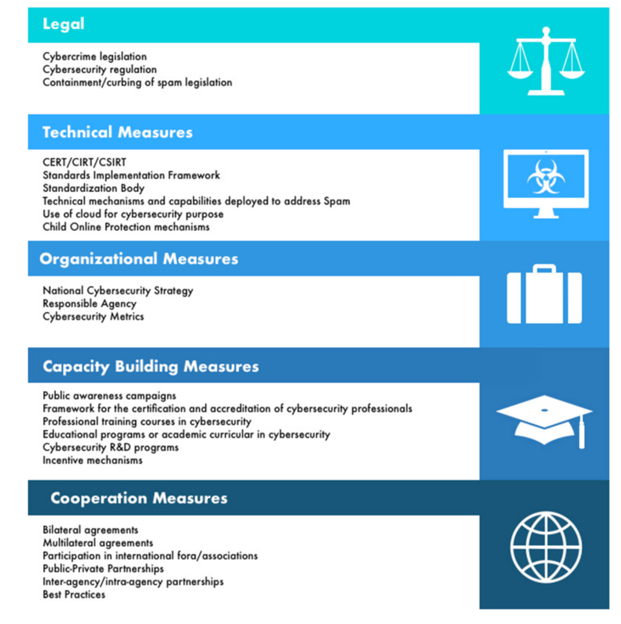 Legal
Cybercrime legislation
Cybersecurity regulation
Containment/curbing of spam legislation
Technical Measures
CERT/CIRT/CSIRT
Standards Implementation Framework
Standardization Body
Technical mechanisms and capabilities deployed to address Spam
Use of cloud for cybersecurity purpose
Child Online Protection mechanisms
Organizational Measures
National Cybersecurity Strategy
Responsible Agency
Cybersecurity Metrics
Capacity Building Measures
Public awareness campaigns
Framework for the certification and accreditation of cybersecurity professionals
Professional training courses in cybersecurity
Educational programs or academic curricular in cybersecurity
Cybersecurity R&D programs
Incentive mechanisms
Cooperation Measures
Bilateral agreements
Multilateral agreements
Participation in international fora/associations
Public-Private Partnerships
Inter-agency/intra-agency partnerships
Best Practices